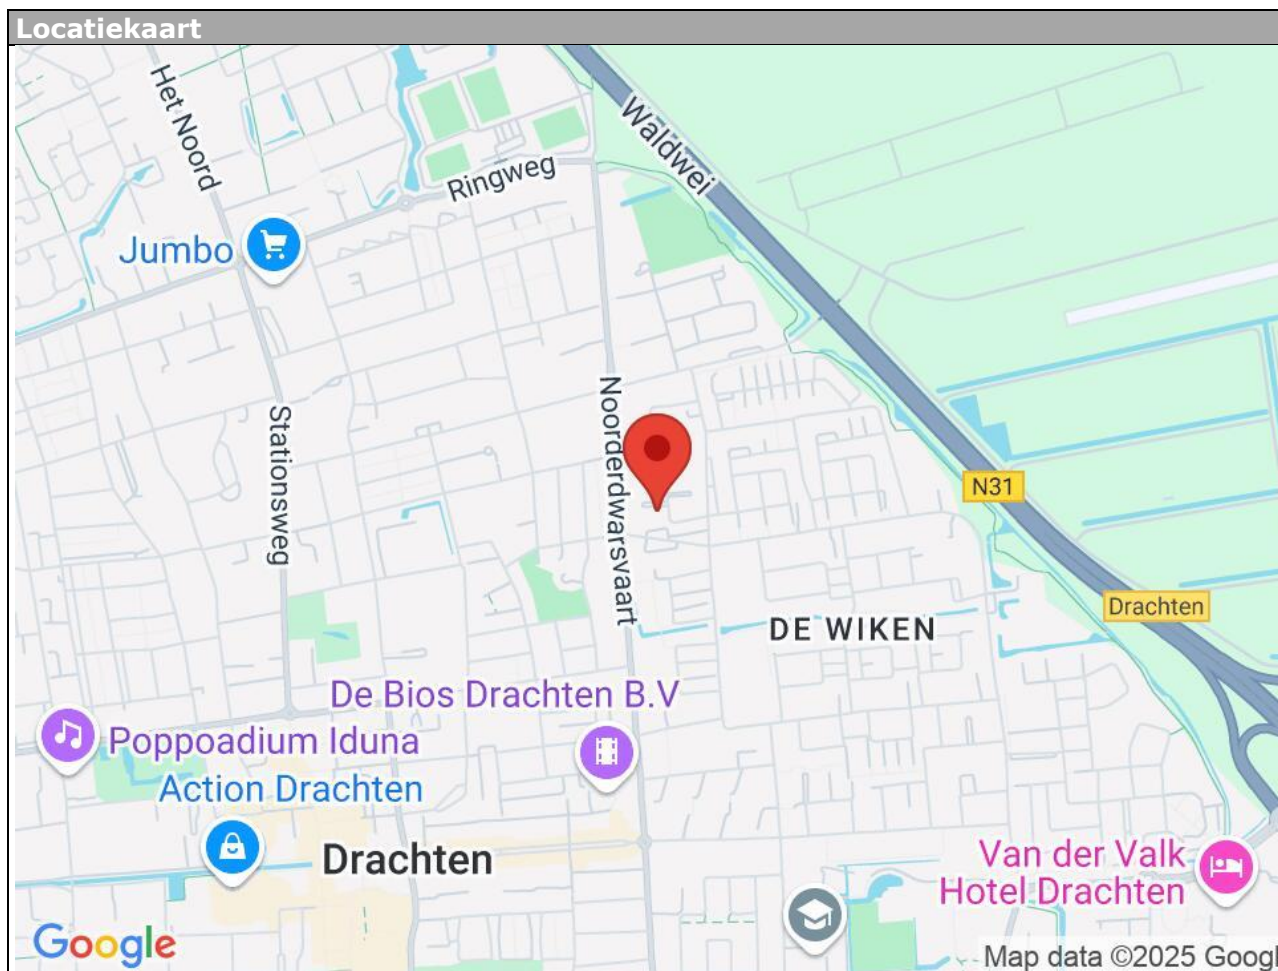 Locatiekaart
Het Noord
Waldwei
Ringweg
Jumbo
Noorderdwarsvaart
Stationsweg
N31
Drachten
DE WIKEN
De Bios Drachten B.V
Poppoadium Iduna
Action Drachten
Drachten
Van der Valk
Hotel Drachten
Google
Map data ©2025 Googl